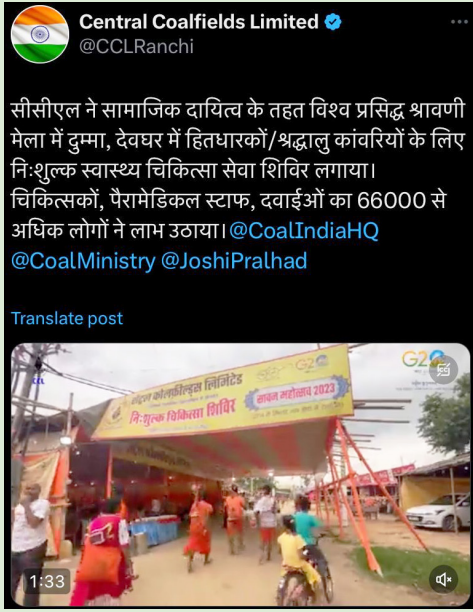 Central Coalfields Limited
@CCLRanchi
सीसीएल ने सामाजिक दायित्व के तहत विश्व प्रसिद्ध श्रावणी
मेला में दुम्मा, देवघर में हितधारकों/श्रद्धालु कांवरियों के लिए
निःशुल्क स्वास्थ्य चिकित्सा सेवा शिविर लगाया।
चिकित्सकों, पैरामेडिकल स्टाफ, दवाईओं का 66000 से
अधिक लोगों ने लाभ उठाया।@CoalIndiaHQ
@CoalMinistry @JoshiPralhad
Translate post
CCL
G20
सेंट्रल कोलफील्ड्स लिमिटेड
निःशुल्क चिकित्सा शिविर
सावन महोत्सव 2023
1:33